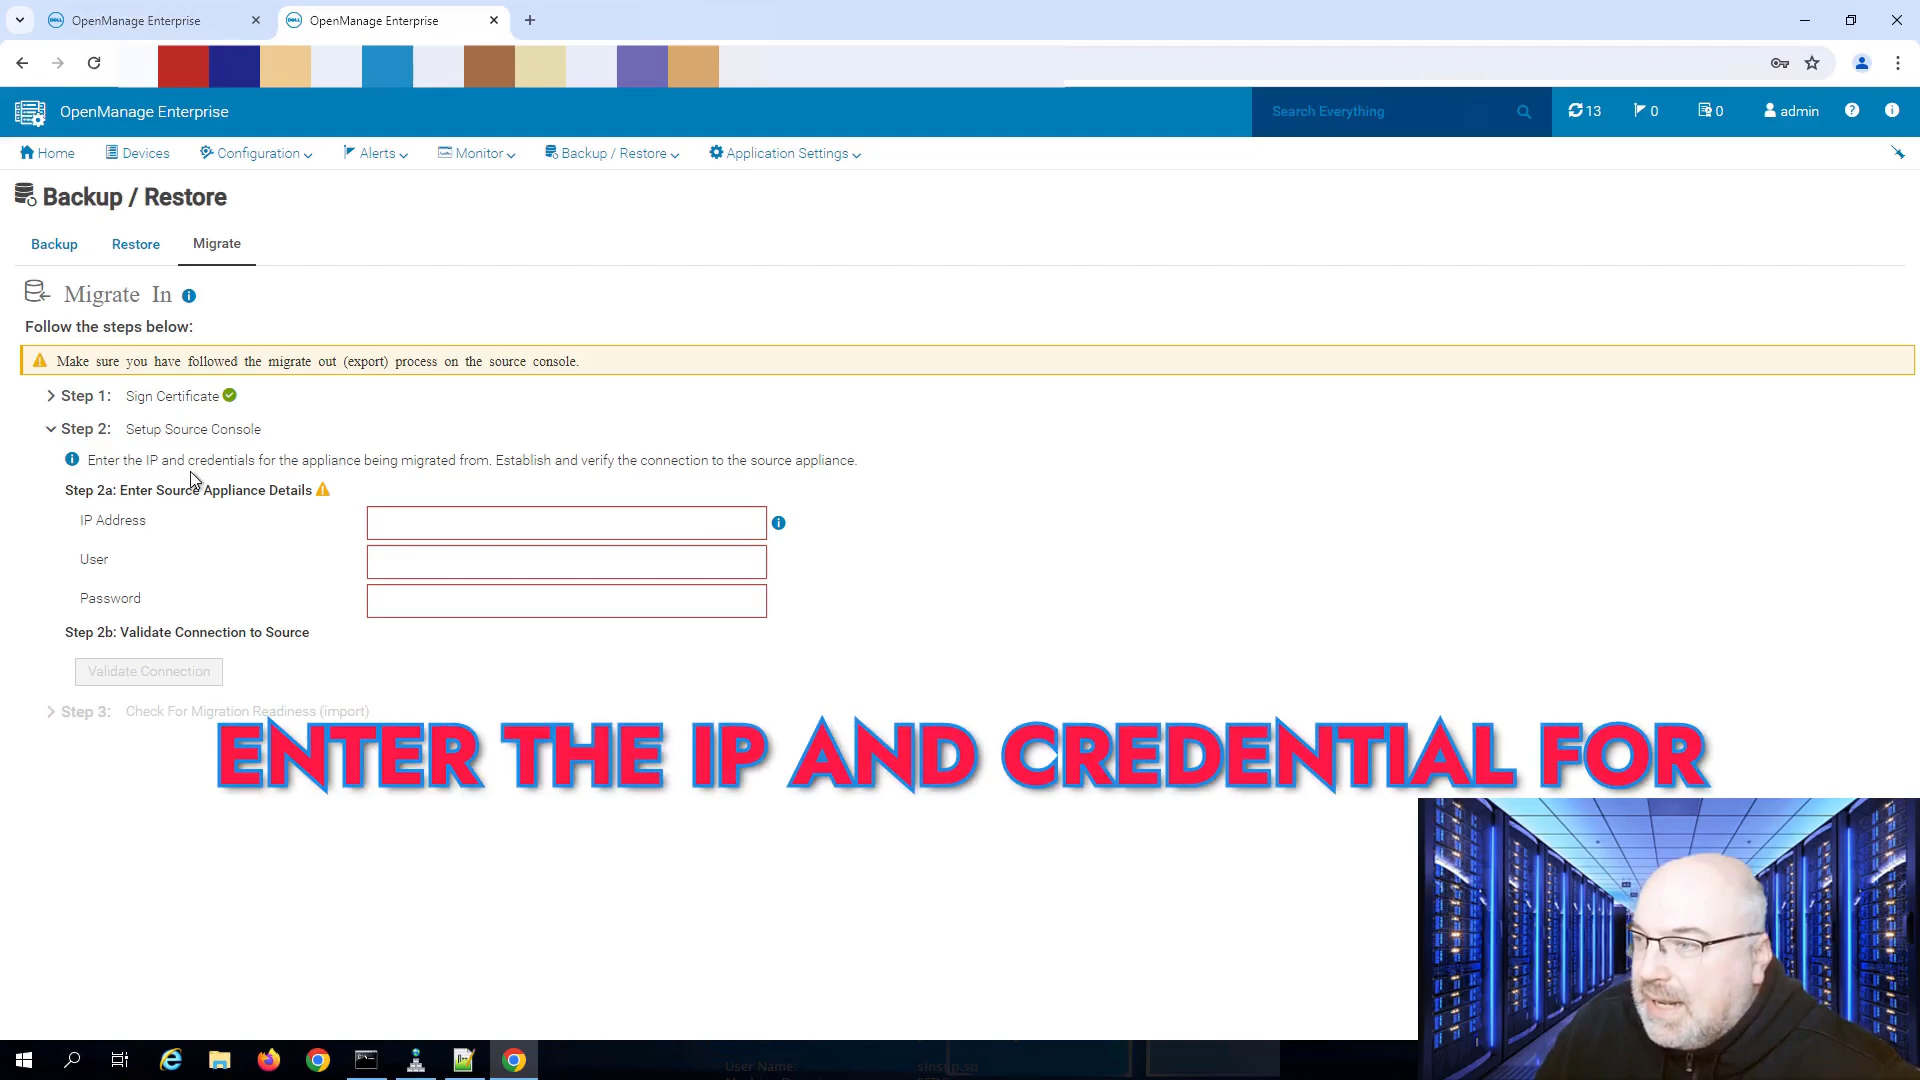 OpenManage Enterprise
OpenManage Enterprise
OpenManage Enterprise
Search Everything
13
0
0
admin
Home
Devices
Configuration
Alerts
Monitor
Backup / Restore
Application Settings
Backup / Restore
Backup
Restore
Migrate
Migrate In
Follow the steps below:
Make sure you have followed the migrate out (export) process on the source console.
Step 1: Sign Certificate
Step 2: Setup Source Console
Enter the IP and credentials for the appliance being migrated from. Establish and verify the connection to the source appliance.
Step 2a: Enter Source Appliance Details
IP Address
User
Password
Step 2b: Validate Connection to Source
Validate Connection
Step 3: Check For Migration Readiness (import)
ENTER THE IP AND CREDENTIAL FOR
User Name: